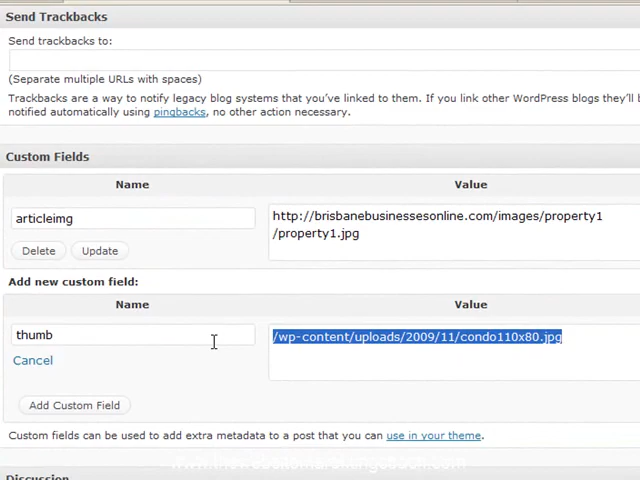 Send Trackbacks
Send trackbacks to:
(Separate multiple URLs with spaces)
Trackbacks are a way to notify legacy blog systems that you've linked to them. If you link other WordPress blogs they'll b
notified automatically using pingbacks, no other action necessary.
Custom Fields
Name Value
articleimg
http://brisbanebusinessesonline.com/images/property1
/property1.jpg
Delete Update
Add new custom field:
Name Value
thumb
/wp-content/uploads/2009/11/condo110x80.jpg
Cancel
Add Custom Field
Custom fields can be used to add extra metadata to a post that you can use in your theme.
Discussion